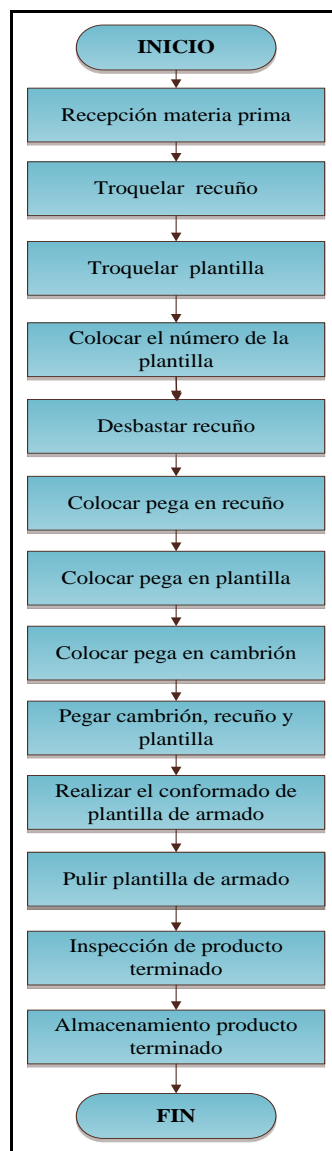 INICIO
Recepción materia prima
Troquelar recuño
Troquelar plantilla
Colocar el número de la
plantilla
Desbastar recuño
Colocar pega en recuño
Colocar pega en plantilla
Colocar pega en cambrión
Pegar cambrión, recuño y
plantilla
Realizar el conformado de
plantilla de armado
Pulir plantilla de armado
Inspección de producto
terminado
Almacenamiento producto
terminado
FIN